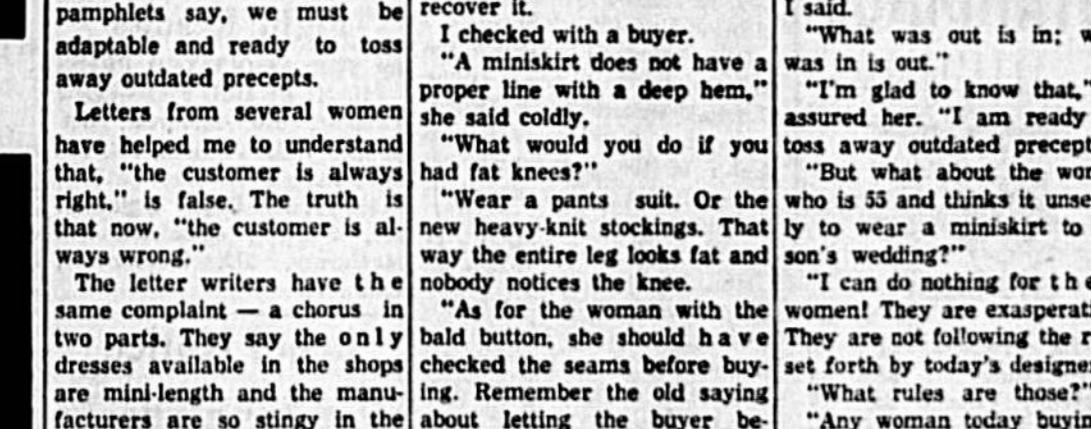 pamphlets say, we must be
adaptable and ready to toss
away outdated precepts.
Letters from several women
have helped me to understand
that, "the customer is always
right," is false. The truth is
that now, "the customer is al-
ways wrong."
The letter writers have the
same complaint — a chorus in
two parts. They say the only
dresses available in the shops
are mini-length and the manu-
facturers are so stingy in the
recover it.
I checked with a buyer.
"A miniskirt does not have a
proper line with a deep hem,"
she said coldly.
"What would you do if you
had fat knees?"
"Wear a pants suit. Or the
new heavy-knit stockings. That
way the entire leg looks fat and
nobody notices the knee.
"As for the woman with the
bald button, she should have
checked the seams before buy-
ing. Remember the old saying
about letting the buyer be-
I said.
"What was out is in;
was in is out."
"I'm glad to know that,"
assured her. "I am ready
toss away outdated precept
"But what about the
who is 55 and thinks it
ly to wear a miniskirt to
son's wedding?"
"I can do nothing for
women! They are
They are not following the
set forth by today's
"What rules are those?"
"Any woman today